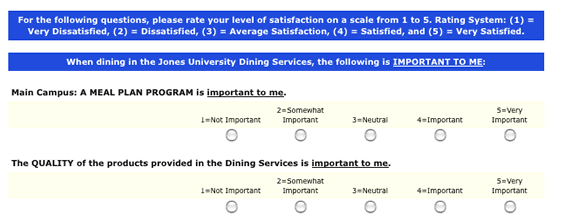 For the following questions, please rate your level of satisfaction on a scale from 1 to 5. Rating System: (1) =
Very Dissatisfied, (2) = Dissatisfied, (3) = Average Satisfaction, (4) = Satisfied, and (5) = Very Satisfied.
When dining in the Jones University Dining Services, the following is IMPORTANT TO ME:
Main Campus: A MEAL PLAN PROGRAM is important to me.
1=Not Important 2=Somewhat Important 3=Neutral 4=Important 5=Very Important
The QUALITY of the products provided in the Dining Services is important to me.
1=Not Important 2=Somewhat Important 3=Neutral 4=Important 5=Very Important